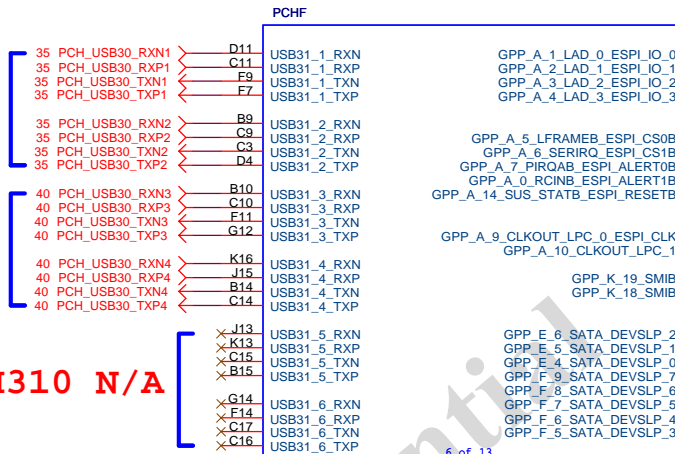 PCHF
35 PCH_USB30_RXN1 D11 USB31_1_RXN GPP_A_1_LAD_0_ESPI_IO_0
35 PCH_USB30_RXP1 C11 USB31_1_RXP GPP_A_2_LAD_1_ESPI_IO_1
35 PCH_USB30_TXN1 F9 USB31_1_TXN GPP_A_3_LAD_2_ESPI_IO_2
35 PCH_USB30_TXP1 F7 USB31_1_TXP GPP_A_4_LAD_3_ESPI_IO_3
35 PCH_USB30_RXN2 B9 USB31_2_RXN
35 PCH_USB30_RXP2 C9 USB31_2_RXP GPP_A_5_LFRAMEB_ESPI_CS0B
35 PCH_USB30_TXN2 C3 USB31_2_TXN GPP_A_6_SERIRQ_ESPI_CS1B
35 PCH_USB30_TXP2 D4 USB31_2_TXP GPP_A_7_PIRQAB_ESPI_ALERT0B
GPP_A_0_RCINB_ESPI_ALERT1B
40 PCH_USB30_RXN3 B10 USB31_3_RXN GPP_A_14_SUS_STATB_ESPI_RESETB
40 PCH_USB30_RXP3 C10 USB31_3_RXP
40 PCH_USB30_TXN3 F11 USB31_3_TXN
40 PCH_USB30_TXP3 G12 USB31_3_TXP GPP_A_9_CLKOUT_LPC_0_ESPI_CLK
GPP_A_10_CLKOUT_LPC_1
40 PCH_USB30_RXN4 K16 USB31_4_RXN
40 PCH_USB30_RXP4 J15 USB31_4_RXP GPP_K_19_SMIB
40 PCH_USB30_TXN4 B14 USB31_4_TXN GPP_K_18_SMIB
40 PCH_USB30_TXP4 C14 USB31_4_TXP
J13 USB31_5_RXN GPP_E_6_SATA_DEVSLP_2
K13 USB31_5_RXP GPP_E_5_SATA_DEVSLP_1
C15 USB31_5_TXN GPP_E_4_SATA_DEVSLP_0
B15 USB31_5_TXP GPP_F_9_SATA_DEVSLP_7
H310 N/A
GPP_F_8_SATA_DEVSLP_6
G14 USB31_6_RXN GPP_F_7_SATA_DEVSLP_5
F14 USB31_6_RXP GPP_F_6_SATA_DEVSLP_4
C17 USB31_6_TXN GPP_F_5_SATA_DEVSLP_3
C16 USB31_6_TXP
6 of 13